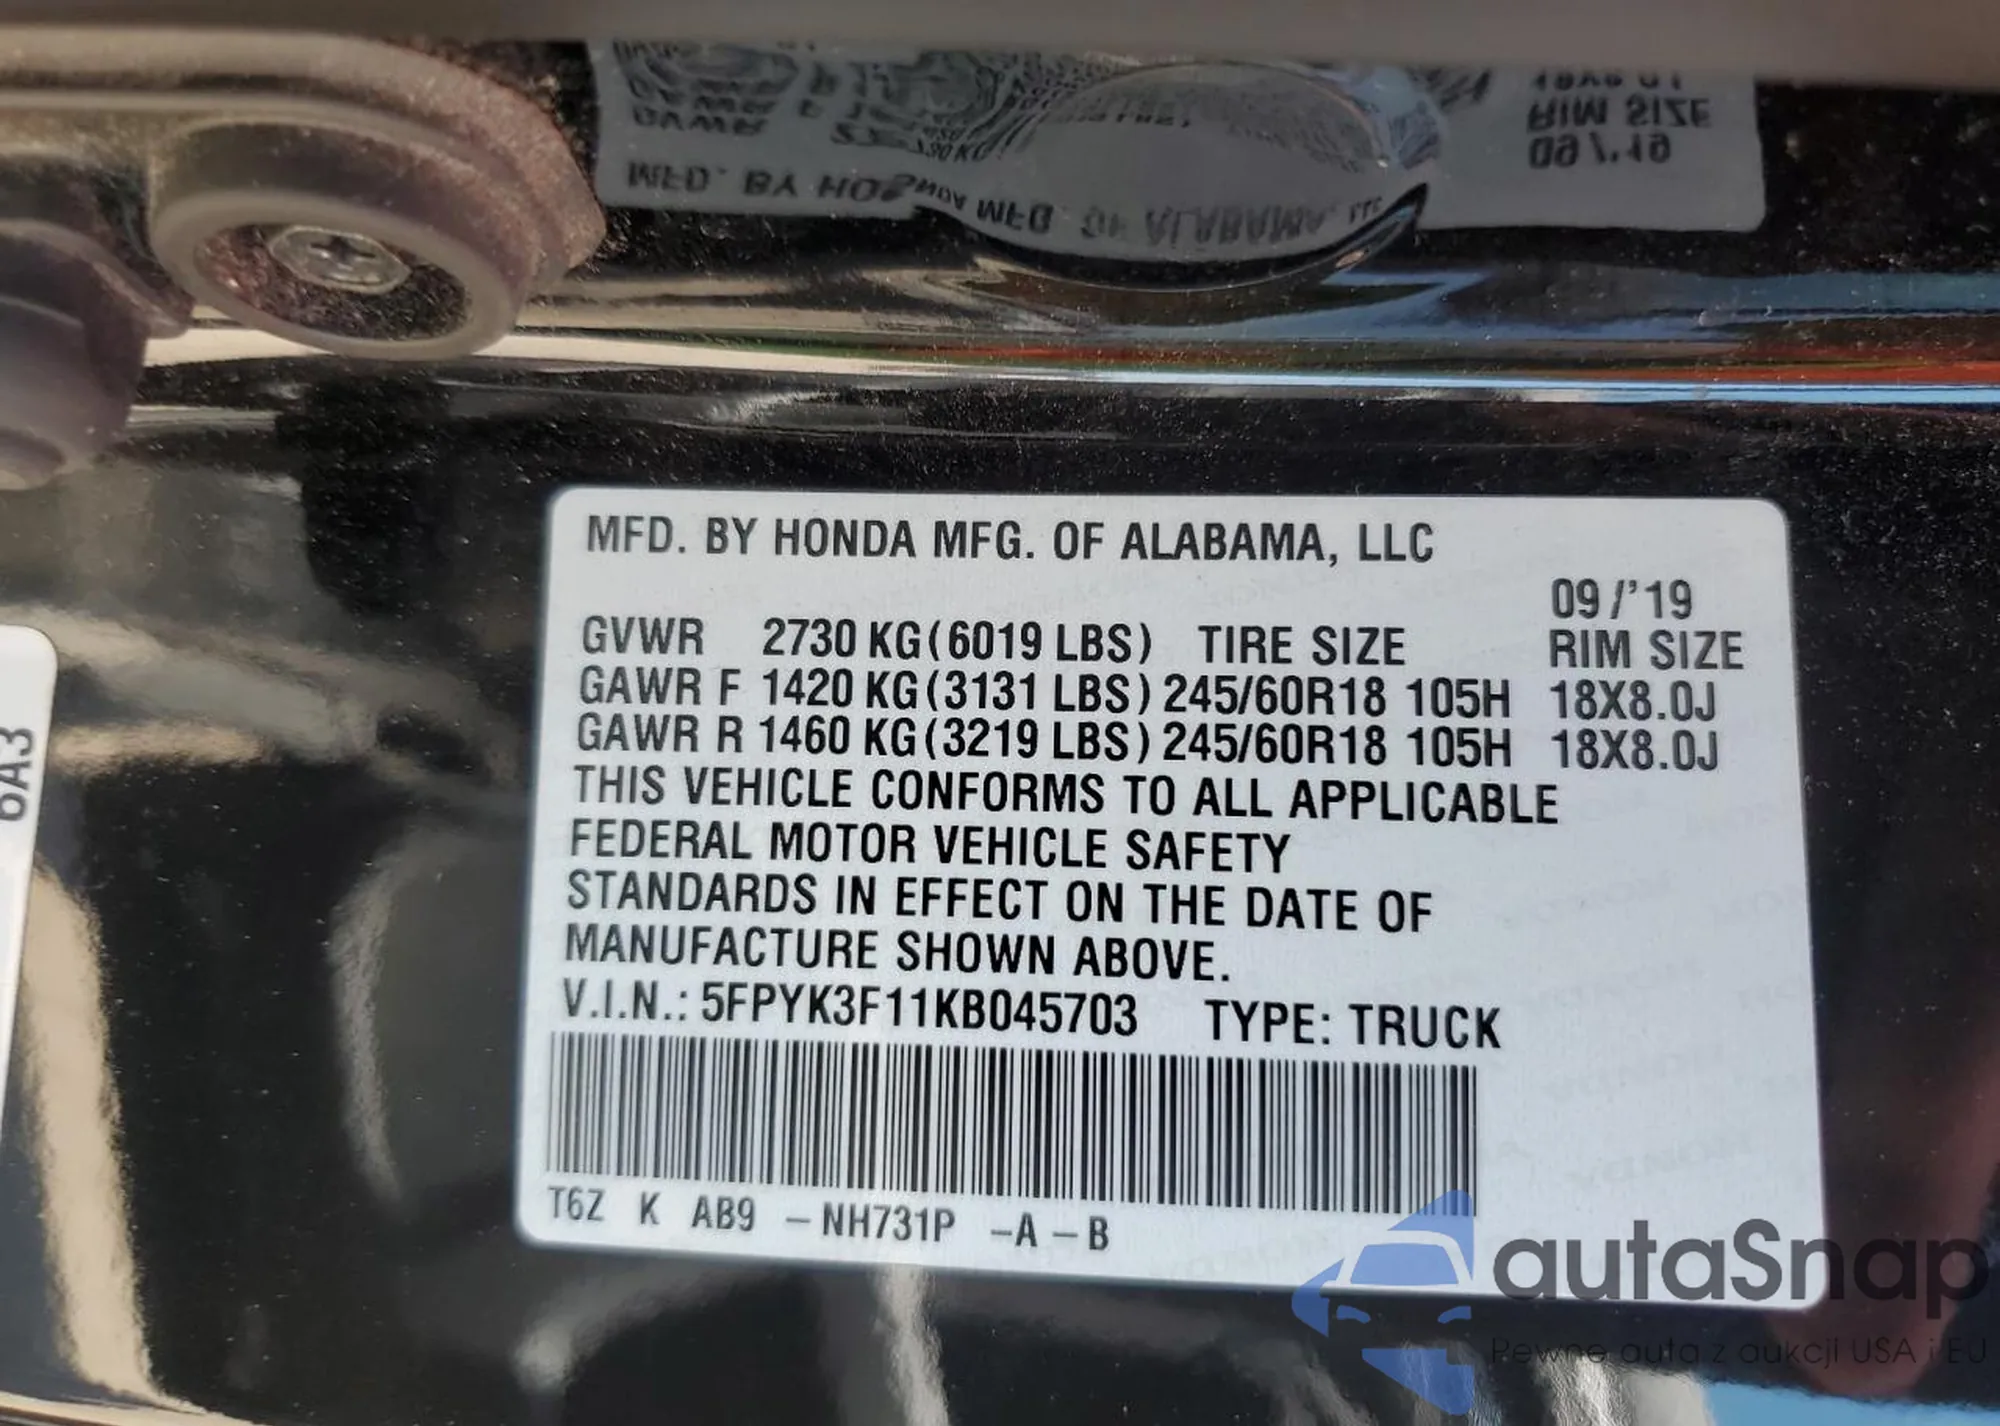 MFD. BY HONDA MFG. OF ALABAMA, LLC
09/'19
GVWR 2730 KG (6019 LBS) TIRE SIZE RIM SIZE
GAWR F 1420 KG (3131 LBS) 245/60R18 105H 18X8.0J
GAWR R 1460 KG (3219 LBS) 245/60R18 105H 18X8.0J
THIS VEHICLE CONFORMS TO ALL APPLICABLE
FEDERAL MOTOR VEHICLE SAFETY
STANDARDS IN EFFECT ON THE DATE OF
MANUFACTURE SHOWN ABOVE.
V.I.N.: 5FPYK3F11KB045703 TYPE: TRUCK
T6Z K AB9 – NH731P – A – B
6A3
autaSnap
Pewne auta z aukcji USA i EU